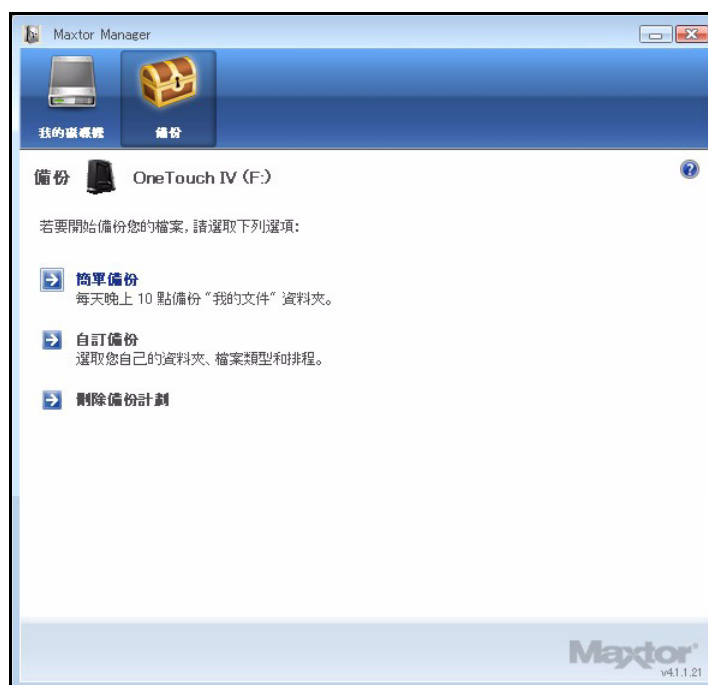 Maxtor Manager
我的磁碟機
備份
備份 OneTouch IV (F:)
若要開始備份您的檔案, 請選取下列選項:
簡單備份
每天晚上 10 點備份 “我的文件” 資料夾。
自訂備份
選取您自己的資料夾、檔案類型和排程。
刪除備份計劃
Maxtor
v4.1.1.21